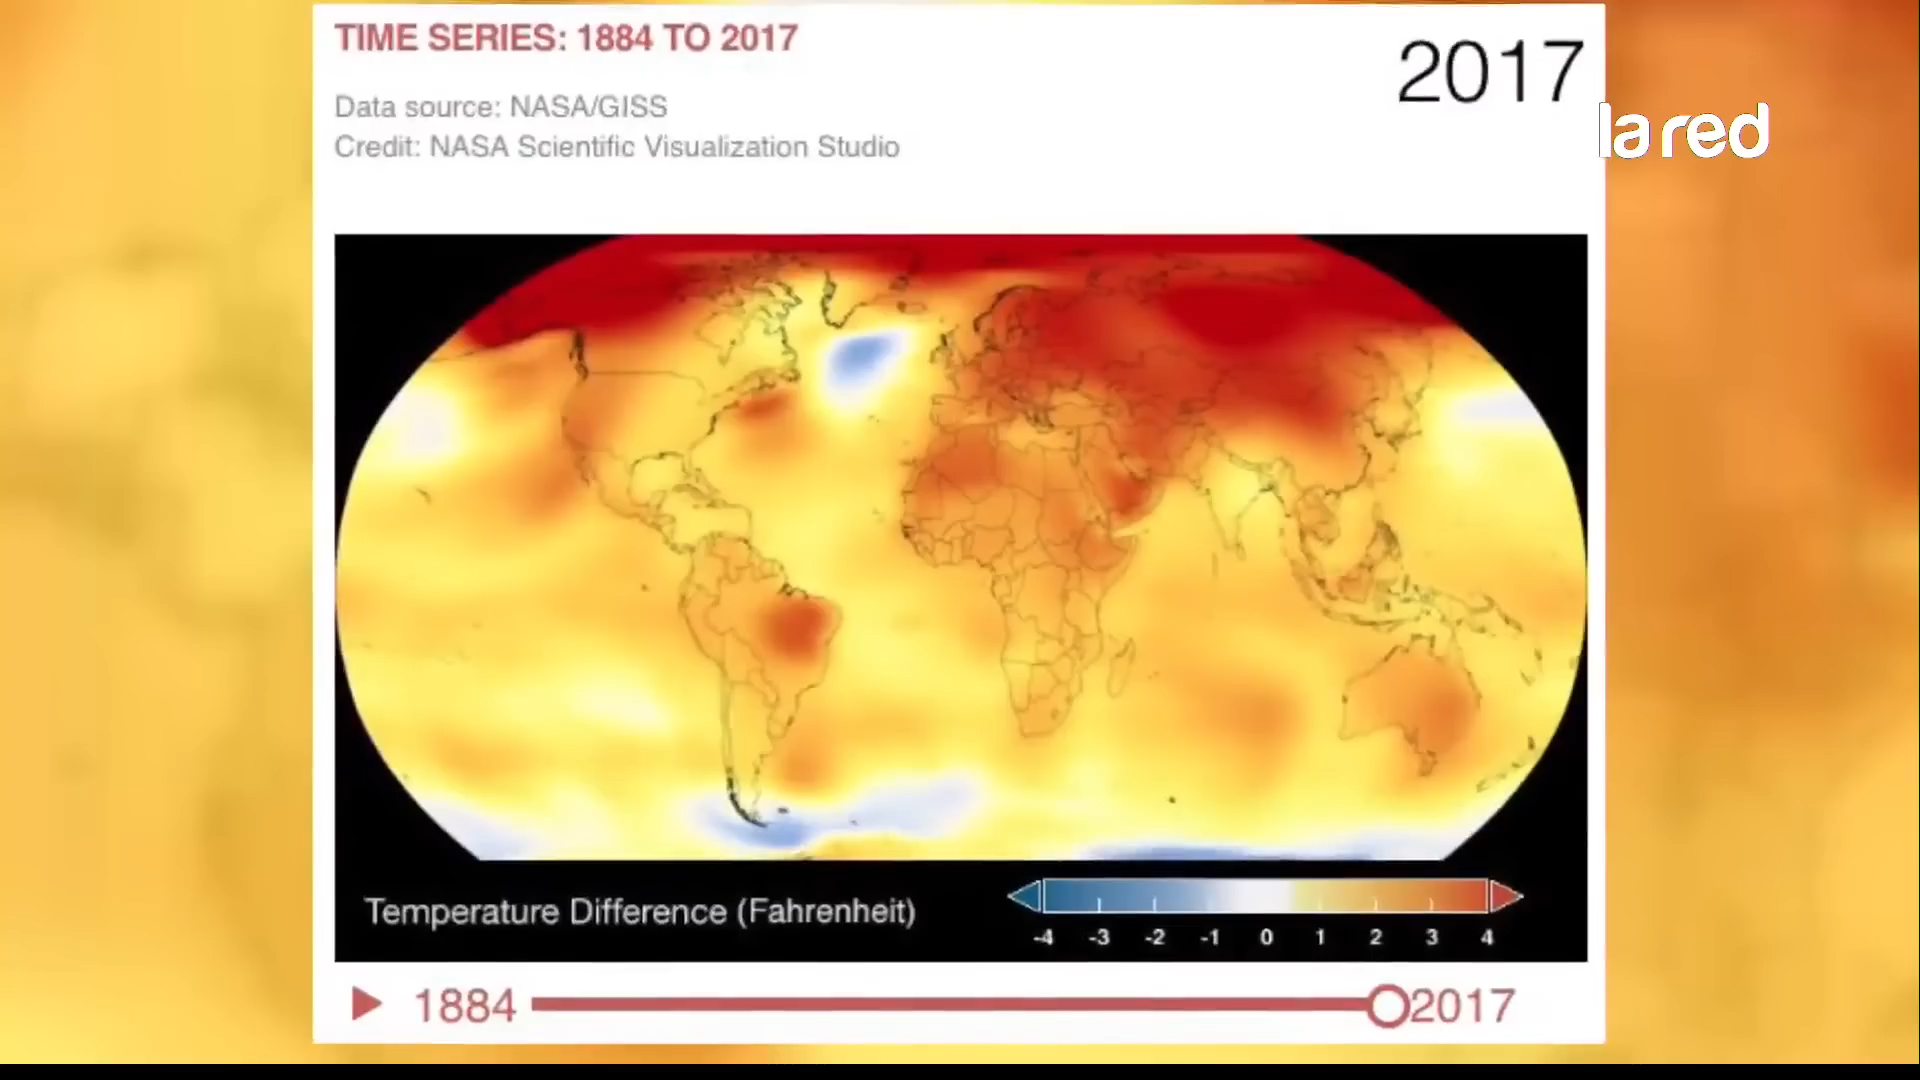 TIME SERIES: 1884 TO 2017
2017
Data source: NASA/GISS
Credit: NASA Scientific Visualization Studio
la red
Temperature Difference (Fahrenheit)
-4 -3 -2 -1 0 1 2 3 4
1884 2017